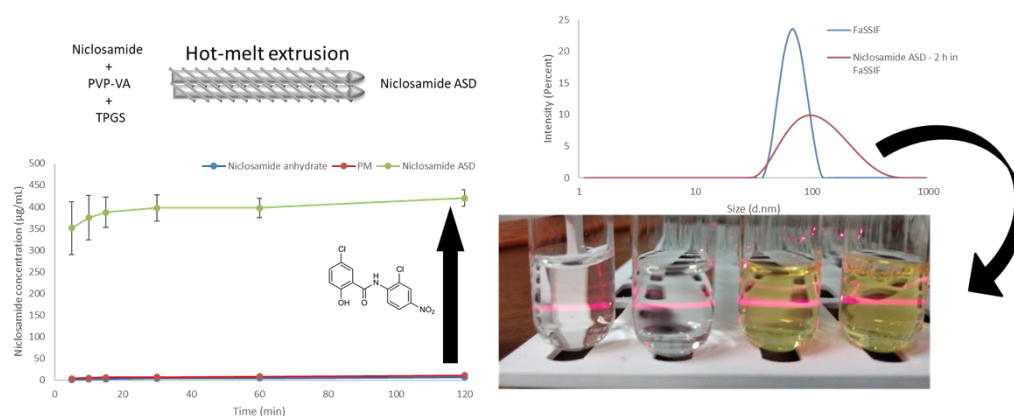 Niclosamide
+
PVP-VA
+
TPGS
Hot-melt extrusion
Niclosamide ASD
Niclosamide anhydrate
PM
Niclosamide ASD
Niclosamide concentration (µg/mL)
500
450
400
350
300
250
200
150
100
50
0
0
20
40
60
80
100
120
Time (min)
Cl
OH
O
H
N
Cl
NO₂
25
20
15
10
5
0
Intensity (Percent)
1
10
100
1000
Size (d.nm)
FaSSIF
Niclosamide ASD - 2 h in
FaSSIF